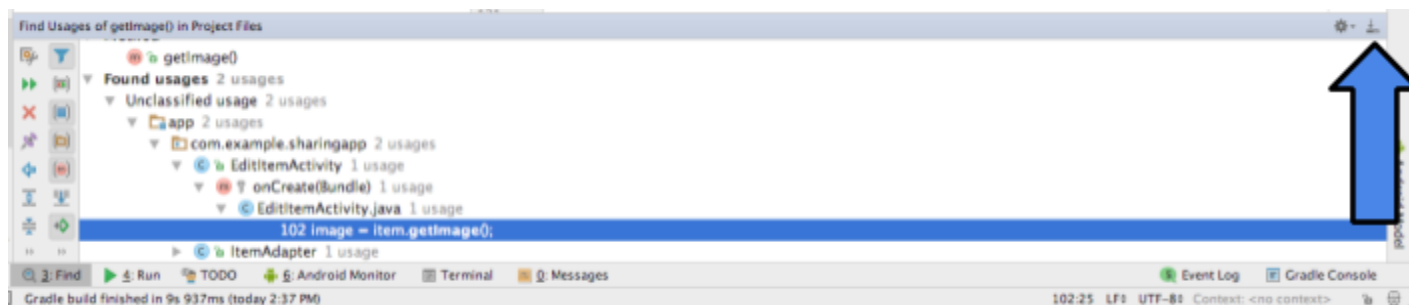 Find Usages of getImage() in Project Files
getImage()
Found usages 2 usages
Unclassified usage 2 usages
app 2 usages
com.example.sharingapp 2 usages
EditItemActivity 1 usage
onCreate(Bundle) 1 usage
EditItemActivity.java 1 usage
102 image = item.getImage();
ItemAdapter 1 usage
3: Find 4: Run TODO 6: Android Monitor Terminal 0: Messages Event Log Gradle Console
Gradle build finished in 9s 937ms (today 2:37 PM) 102:25 LF UTF-8 Context: <no context>